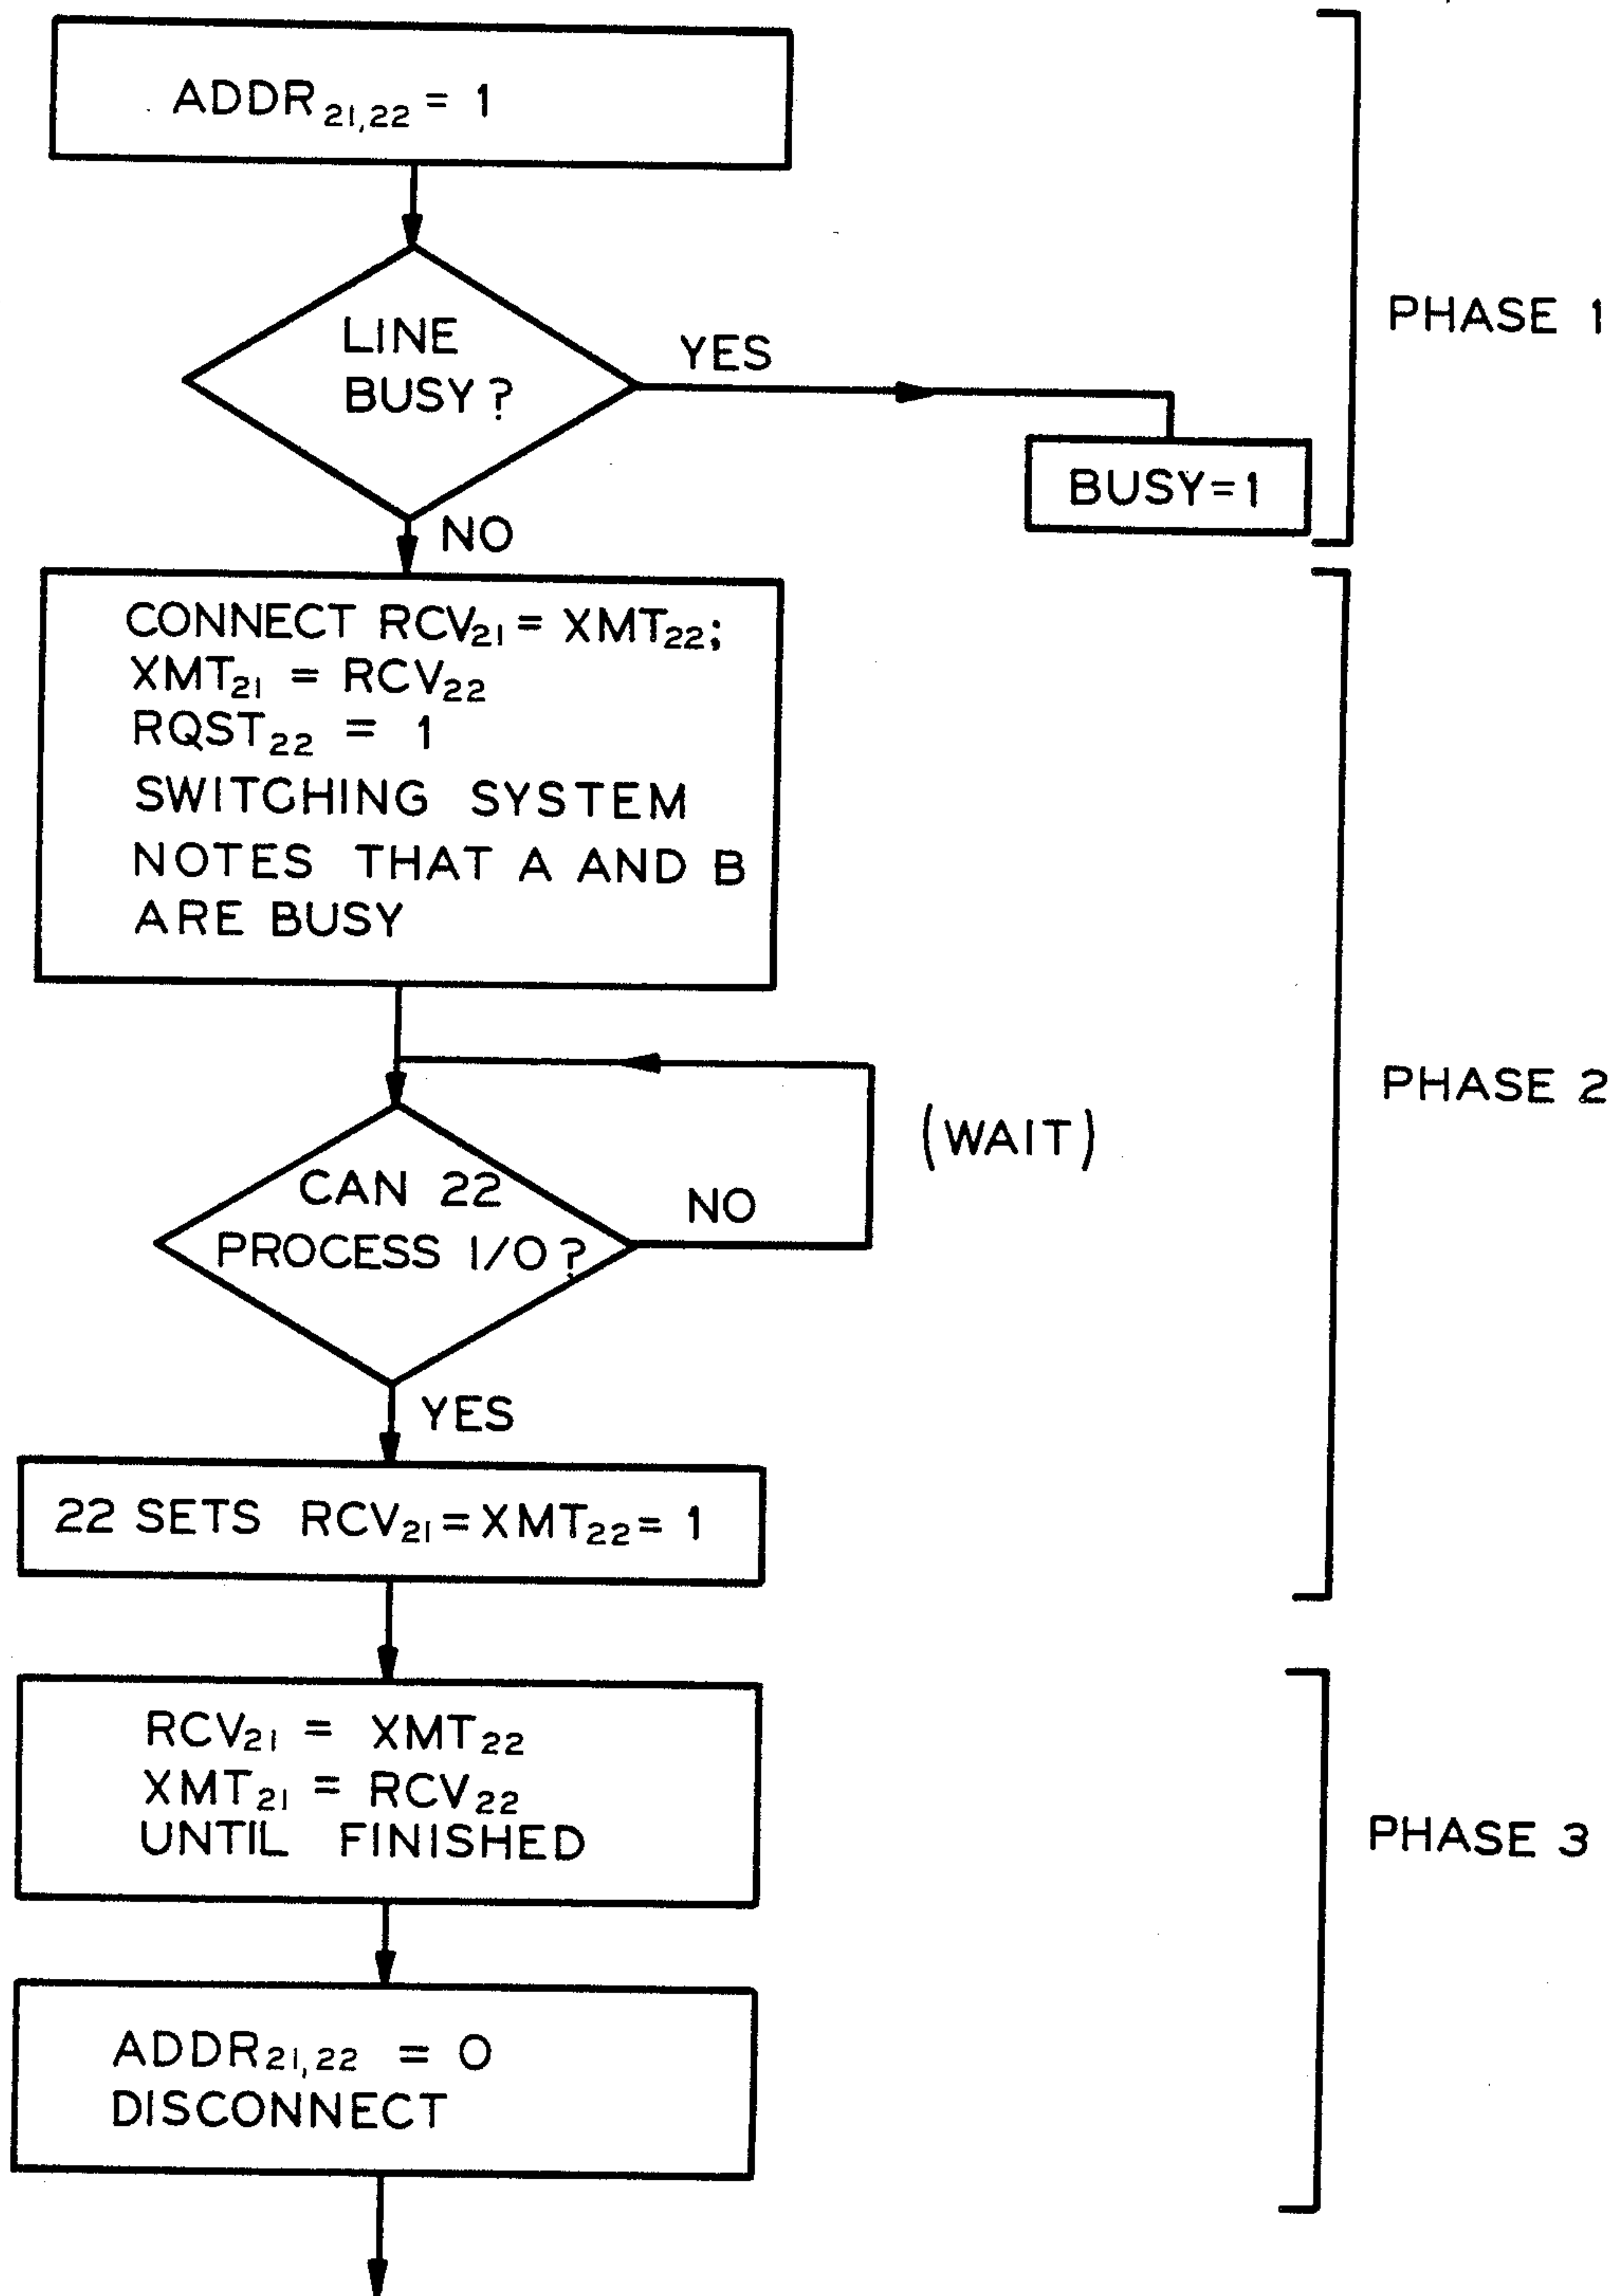 ADDR21,22 = 1
LINE
BUSY?
YES
BUSY=1
NO
PHASE 1
CONNECT RCV21 = XMT22;
XMT21 = RCV22
RQST22 = 1
SWITCHING SYSTEM
NOTES THAT A AND B
ARE BUSY
(WAIT)
CAN 22
PROCESS I/O?
NO
YES
22 SETS RCV21=XMT22= 1
PHASE 2
RCV21 = XMT22
XMT21 = RCV22
UNTIL FINISHED
ADDR21,22 = 0
DISCONNECT
PHASE 3